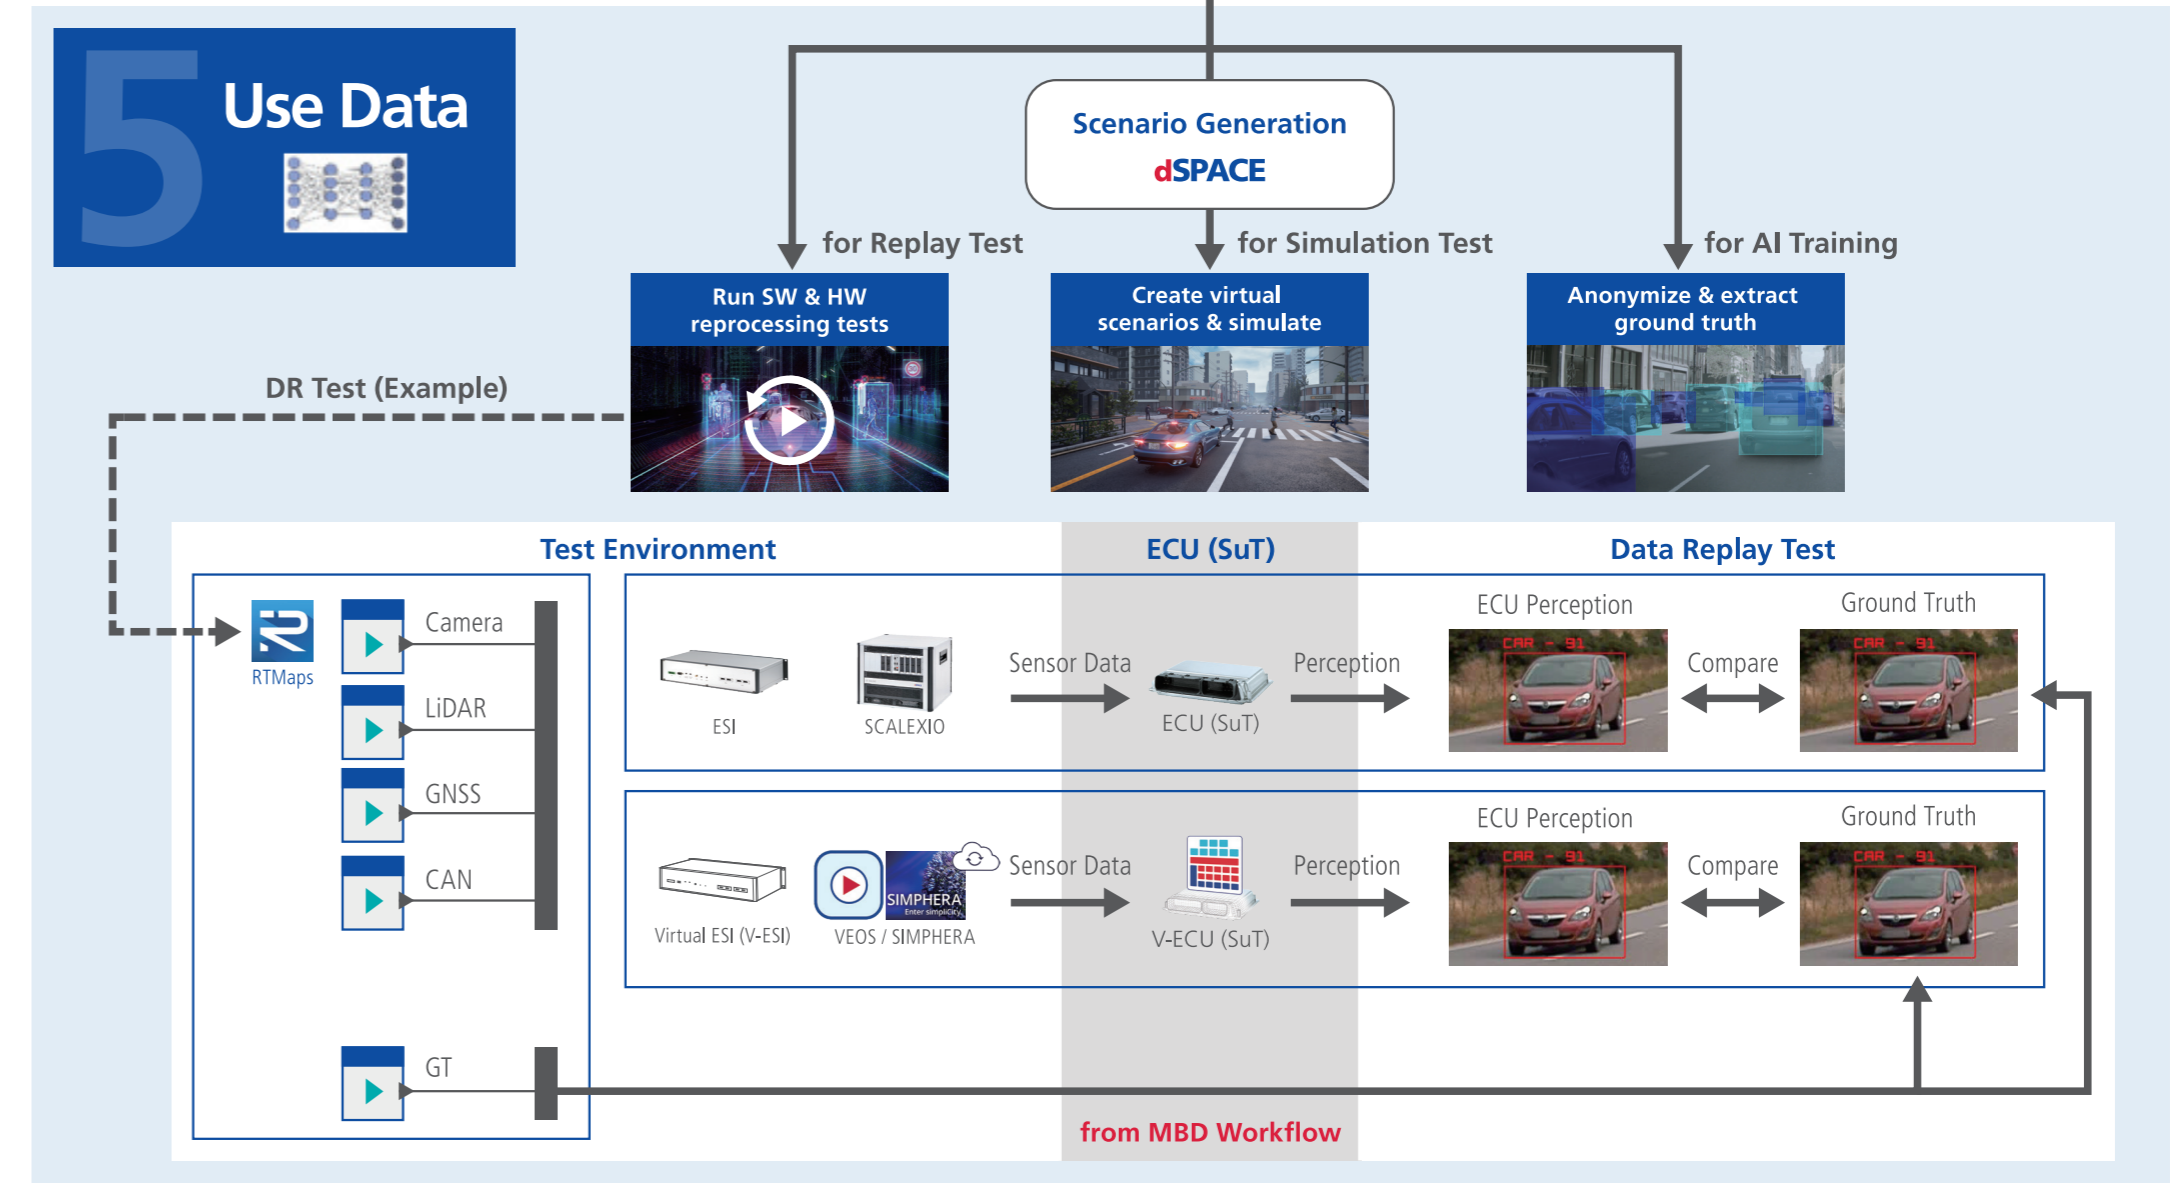 5
Use Data
Scenario Generation
dSPACE
for Replay Test
for Simulation Test
for AI Training
Run SW & HW
reprocessing tests
Create virtual
scenarios & simulate
Anonymize & extract
ground truth
DR Test (Example)
Test Environment
ECU (SuT)
Data Replay Test
RTMaps
Camera
LiDAR
GNSS
CAN
GT
ESI
SCALEXIO
Sensor Data
ECU (SuT)
Perception
ECU Perception
CAR - 91
Compare
Ground Truth
CAR - 91
Virtual ESI (V-ESI)
SIMPHERA
Enter simpliCity
VEOS / SIMPHERA
Sensor Data
V-ECU (SuT)
Perception
ECU Perception
CAR - 91
Compare
Ground Truth
CAR - 91
from MBD Workflow